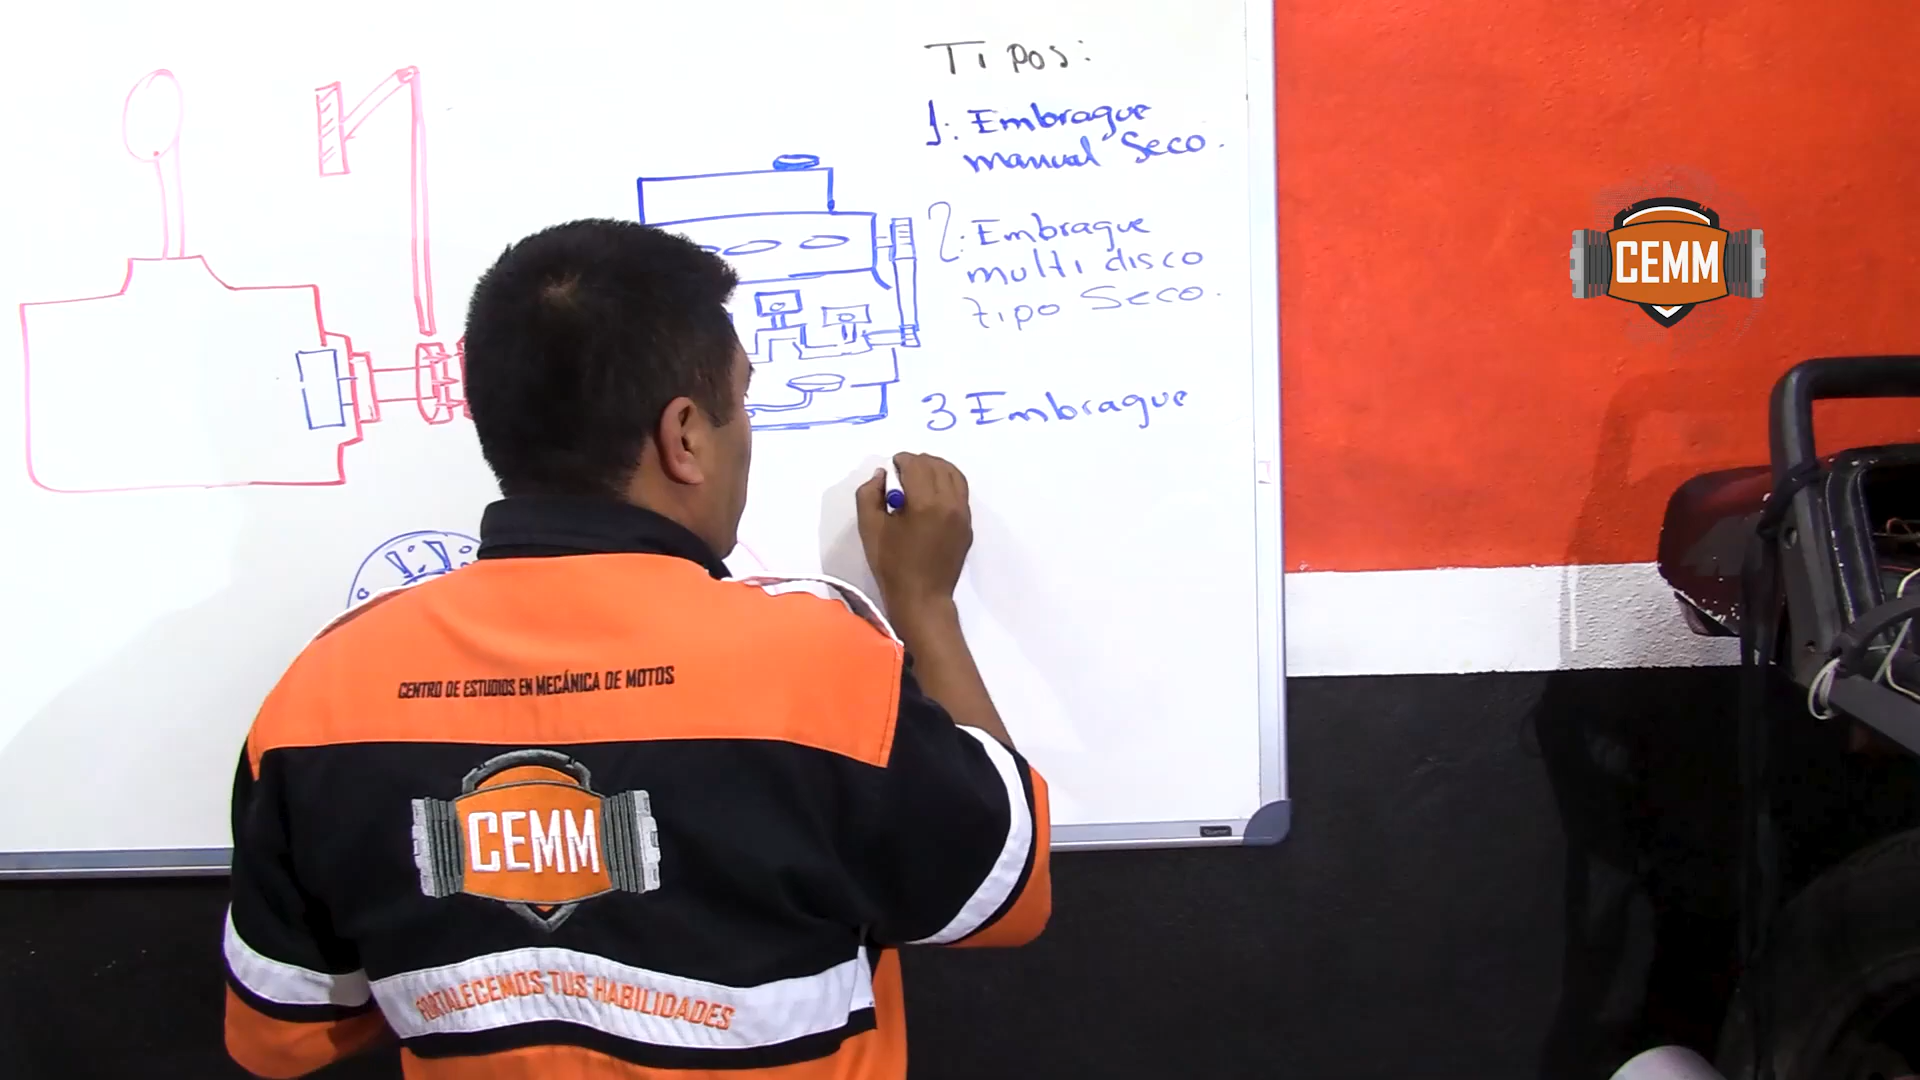 Tipos:
1. Embrague
manual Seco.
2. Embrague
multi disco
tipo Seco.
3 Embrague
CEMM
CENTRO DE ESTUDIOS EN MECÁNICA DE MOTOS
CEMM
FORTALECEMOS TUS HABILIDADES